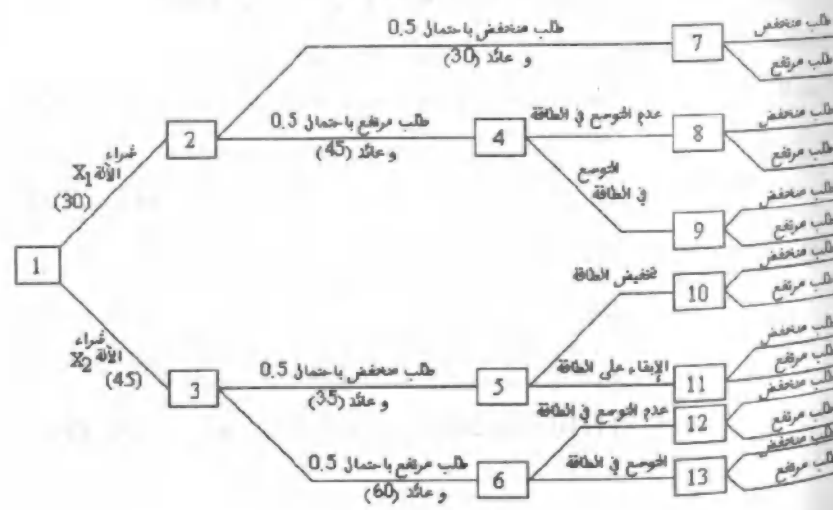 طلب منخفض باحتمال 0.5
و عائد (30)
7
طلب منخفض
طلب مرتفع
شراء
الآلة X1
(30)
2
طلب مرتفع باحتمال 0.5
و عائد (45)
4
عدم التوسع في الطاقة
8
طلب منخفض
طلب مرتفع
التوسع
في الطاقة
9
طلب منخفض
طلب مرتفع
1
تخفيض الطاقة
10
طلب منخفض
طلب مرتفع
شراء
الآلة X2
(45)
3
طلب منخفض باحتمال 0.5
و عائد (35)
5
الإبقاء على الطاقة
11
طلب منخفض
طلب مرتفع
عدم التوسع في الطاقة
12
طلب منخفض
طلب مرتفع
طلب مرتفع باحتمال 0.5
و عائد (60)
6
التوسع في الطاقة
13
طلب منخفض
طلب مرتفع